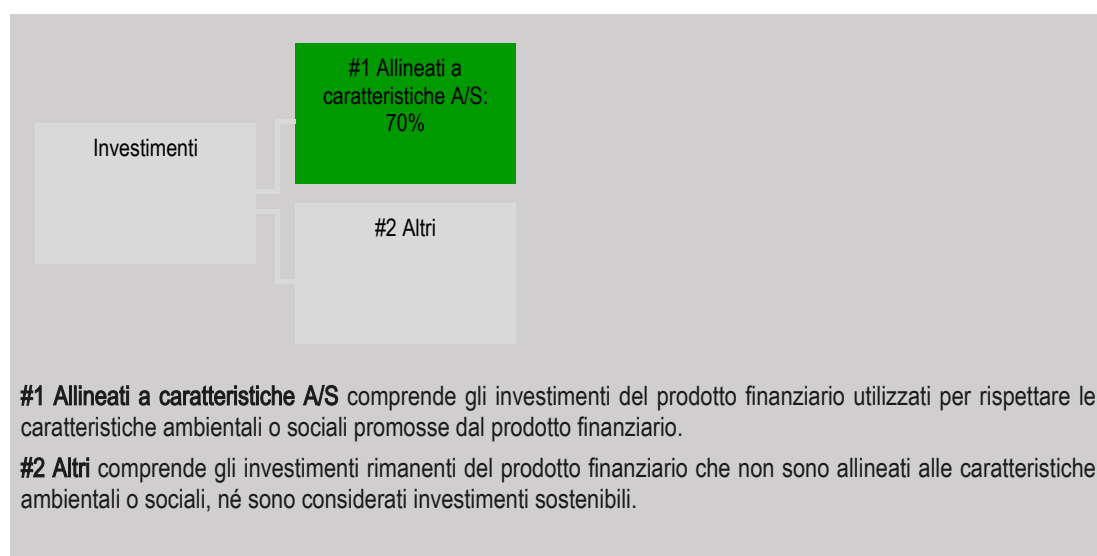 #1 Allineati a
caratteristiche A/S:
70%
Investimenti
#2 Altri
#1 Allineati a caratteristiche A/S comprende gli investimenti del prodotto finanziario utilizzati per rispettare le
caratteristiche ambientali o sociali promosse dal prodotto finanziario.
#2 Altri comprende gli investimenti rimanenti del prodotto finanziario che non sono allineati alle caratteristiche
ambientali o sociali, né sono considerati investimenti sostenibili.